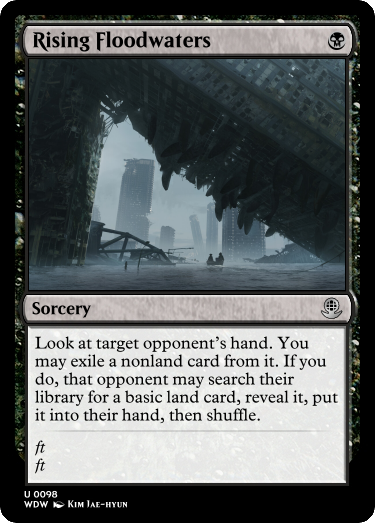 Rising Floodwaters
Sorcery
Look at target opponent's hand. You
may exile a nonland card from it. If you
do, that opponent may search their
library for a basic land card, reveal it, put
it into their hand, then shuffle.
ft
ft
U 0098
WDW Kim Jae-hyun